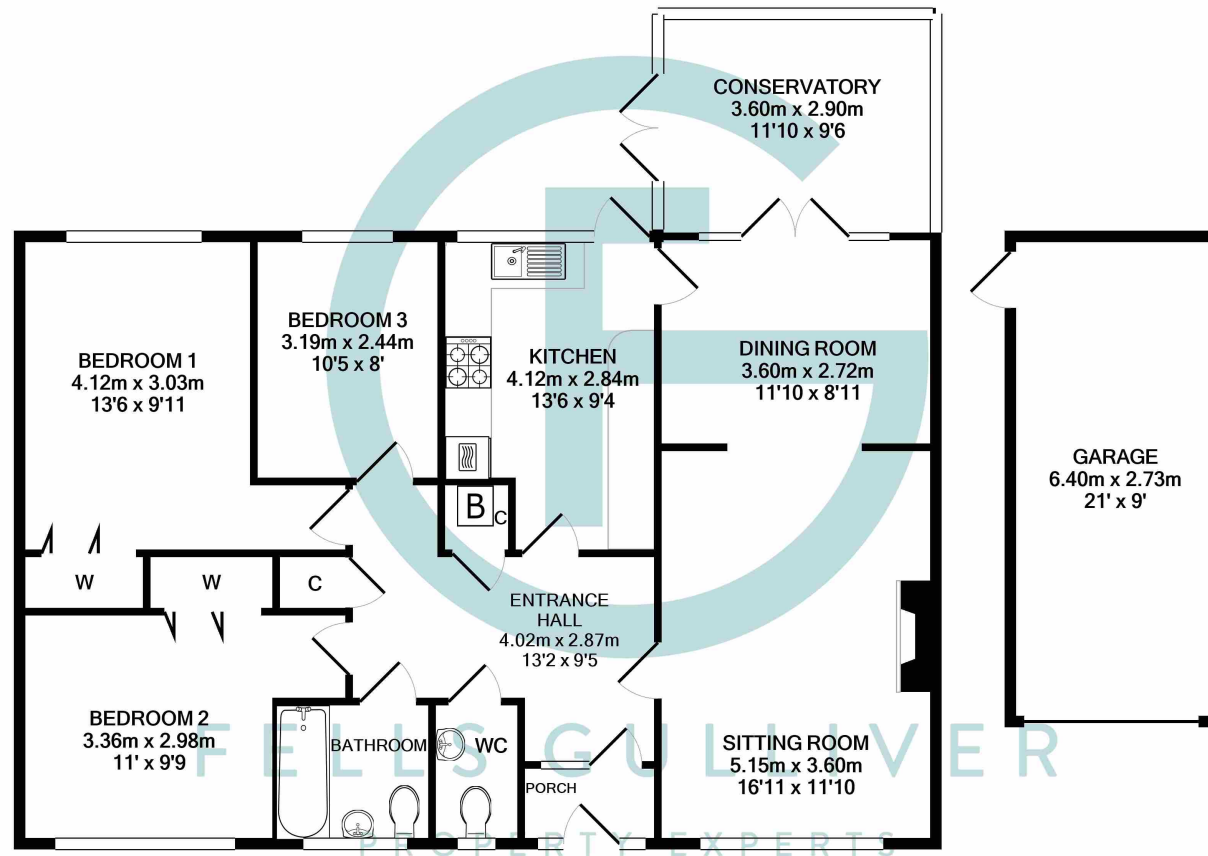 CONSERVATORY
3.60m x 2.90m
11'10 x 9'6
BEDROOM 1
4.12m x 3.03m
13'6 x 9'11
BEDROOM 3
3.19m x 2.44m
10'5 x 8'
KITCHEN
4.12m x 2.84m
13'6 x 9'4
DINING ROOM
3.60m x 2.72m
11'10 x 8'11
GARAGE
6.40m x 2.73m
21' x 9'
B
C
W
W
C
ENTRANCE
HALL
4.02m x 2.87m
13'2 x 9'5
BEDROOM 2
3.36m x 2.98m
11' x 9'9
BATHROOM
WC
PORCH
SITTING ROOM
5.15m x 3.60m
16'11 x 11'10
FELLS GULLIVER
PROPERTY EXPERTS